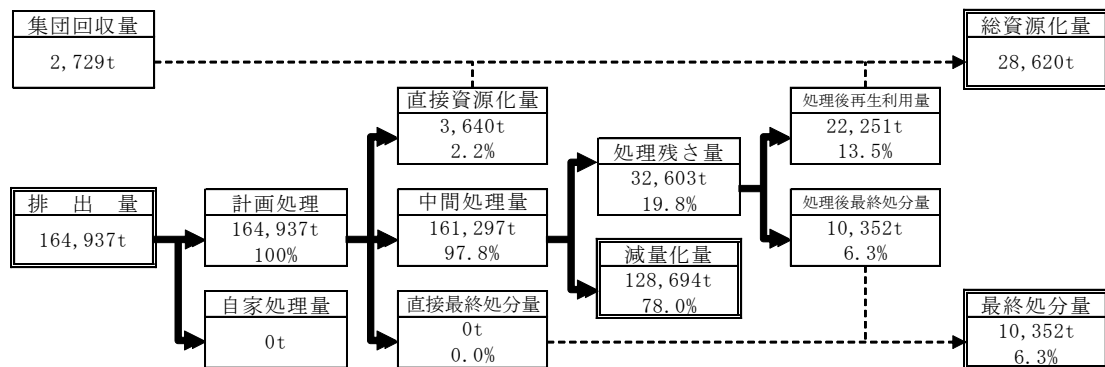 集団回収量
2,729t
総資源化量
28,620t
直接資源化量
3,640t
2.2%
処理後再生利用量
22,251t
13.5%
処理残さ量
32,603t
19.8%
排 出 量
164,937t
計画処理
164,937t
100%
中間処理量
161,297t
97.8%
処理後最終処分量
10,352t
6.3%
減量化量
128,694t
78.0%
自家処理量
0t
直接最終処分量
0t
0.0%
最終処分量
10,352t
6.3%